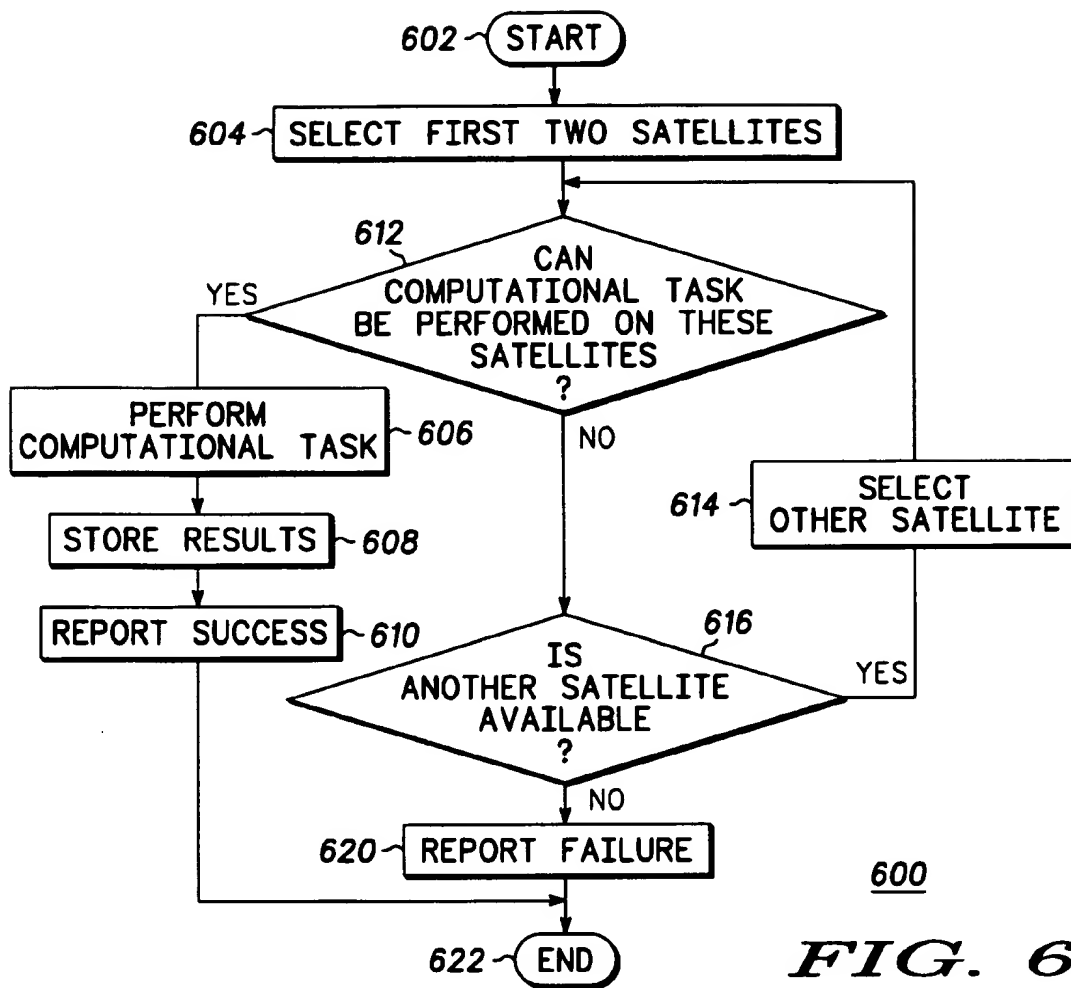 602
START
604
SELECT FIRST TWO SATELLITES
612
CAN
COMPUTATIONAL TASK
BE PERFORMED ON THESE
SATELLITES
?
YES
NO
PERFORM
COMPUTATIONAL TASK
606
STORE RESULTS
608
REPORT SUCCESS
610
614
SELECT
OTHER SATELLITE
616
IS
ANOTHER SATELLITE
AVAILABLE
?
YES
NO
620
REPORT FAILURE
622
END
600
FIG. 6